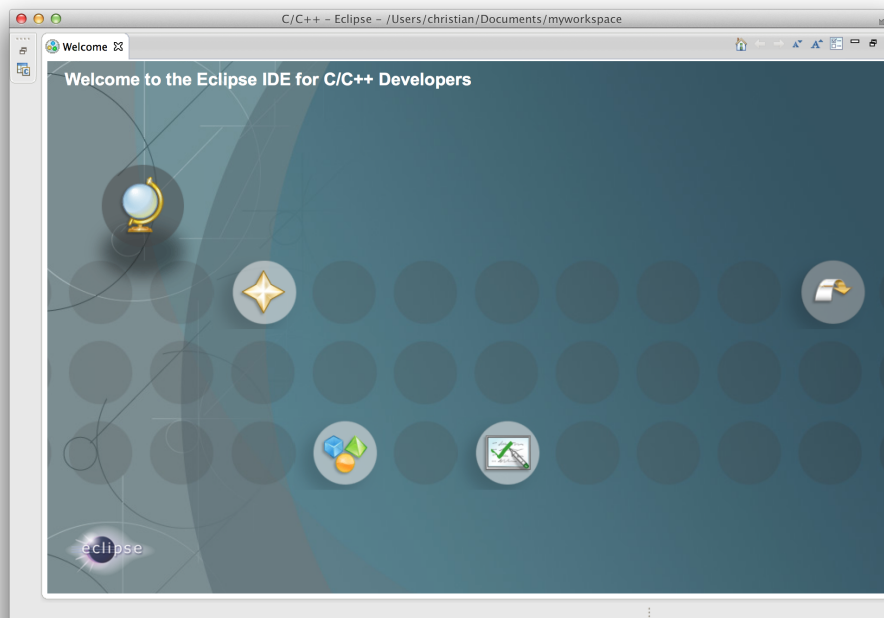 C/C++ – Eclipse – /Users/christian/Documents/myworkspace
Welcome
Welcome to the Eclipse IDE for C/C++ Developers
eclipse